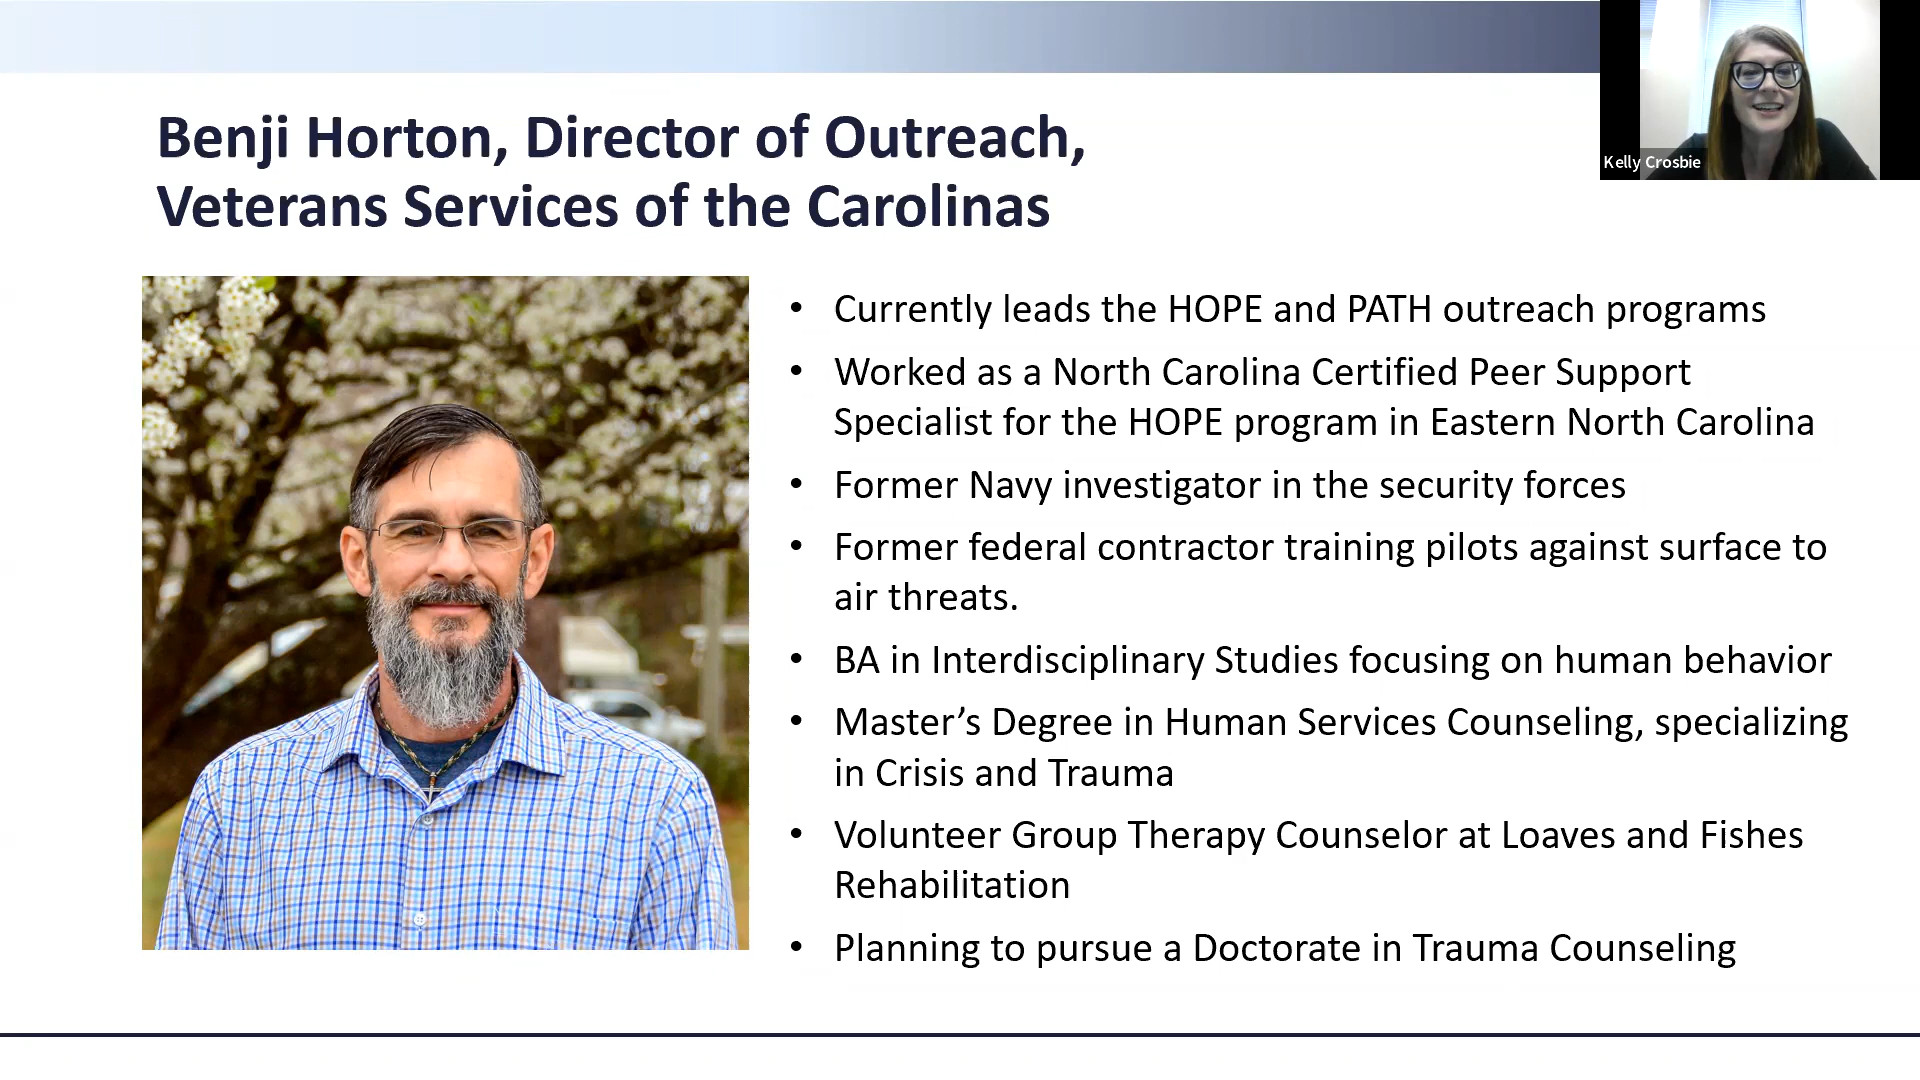 Benji Horton, Director of Outreach,
Veterans Services of the Carolinas
Kelly Crosbie
• Currently leads the HOPE and PATH outreach programs
• Worked as a North Carolina Certified Peer Support
Specialist for the HOPE program in Eastern North Carolina
• Former Navy investigator in the security forces
• Former federal contractor training pilots against surface to
air threats.
• BA in Interdisciplinary Studies focusing on human behavior
• Master’s Degree in Human Services Counseling, specializing
in Crisis and Trauma
• Volunteer Group Therapy Counselor at Loaves and Fishes
Rehabilitation
• Planning to pursue a Doctorate in Trauma Counseling